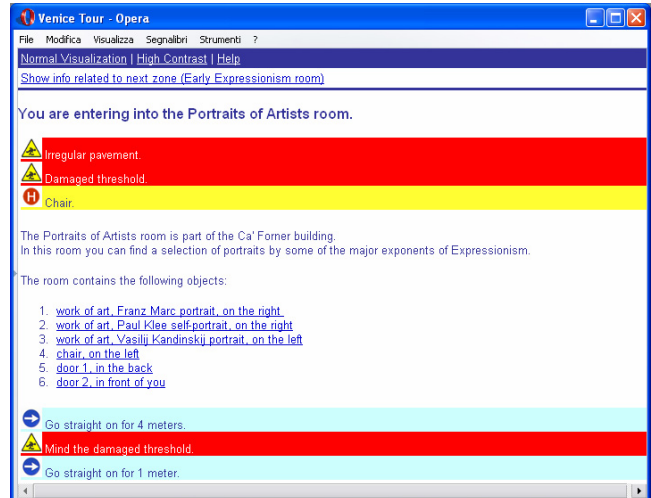 Venice Tour - Opera
File Modifica Visualizza Segnalibri Strumenti ?
Normal Visualization | High Contrast | Help
Show info related to next zone (Early Expressionism room)
You are entering into the Portraits of Artists room.
Irregular pavement.
Damaged threshold.
H Chair.
The Portraits of Artists room is part of the Ca' Forner building.
In this room you can find a selection of portraits by some of the major exponents of Expressionism.
The room contains the following objects:
1. work of art, Franz Marc portrait, on the right
2. work of art, Paul Klee self-portrait, on the right
3. work of art, Vasilij Kandinskij portrait, on the left
4. chair, on the left
5. door 1, in the back
6. door 2, in front of you
Go straight on for 4 meters.
Mind the damaged threshold.
Go straight on for 1 meter.